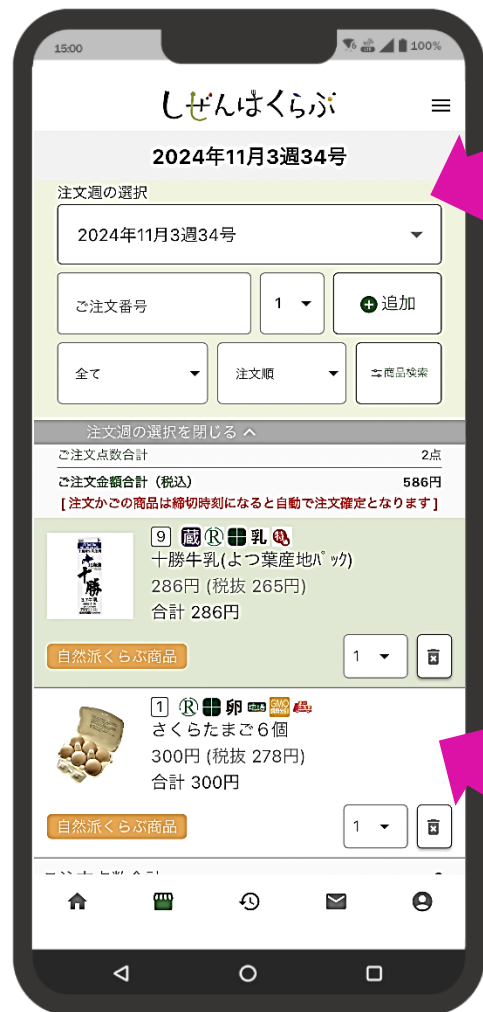 15:00 100%
しぜんはくらぶ
2024年11月3週34号
注文週の選択
2024年11月3週34号
ご注文番号 1 追加
全て 注文順 商品検索
注文週の選択を閉じる
ご注文点数合計 2点
ご注文金額合計（税込） 586円
[注文かごの商品は締切時刻になると自動で注文確定となります]
9 蔵 R 乳
十勝牛乳(よつ葉産地ﾊﾟｯｸ)
286円 (税抜 265円)
合計 286円
十勝
自然派くらぶ商品 1
1 R 卵 GMO
さくらたまご６個
300円 (税抜 278円)
合計 300円
自然派くらぶ商品 1